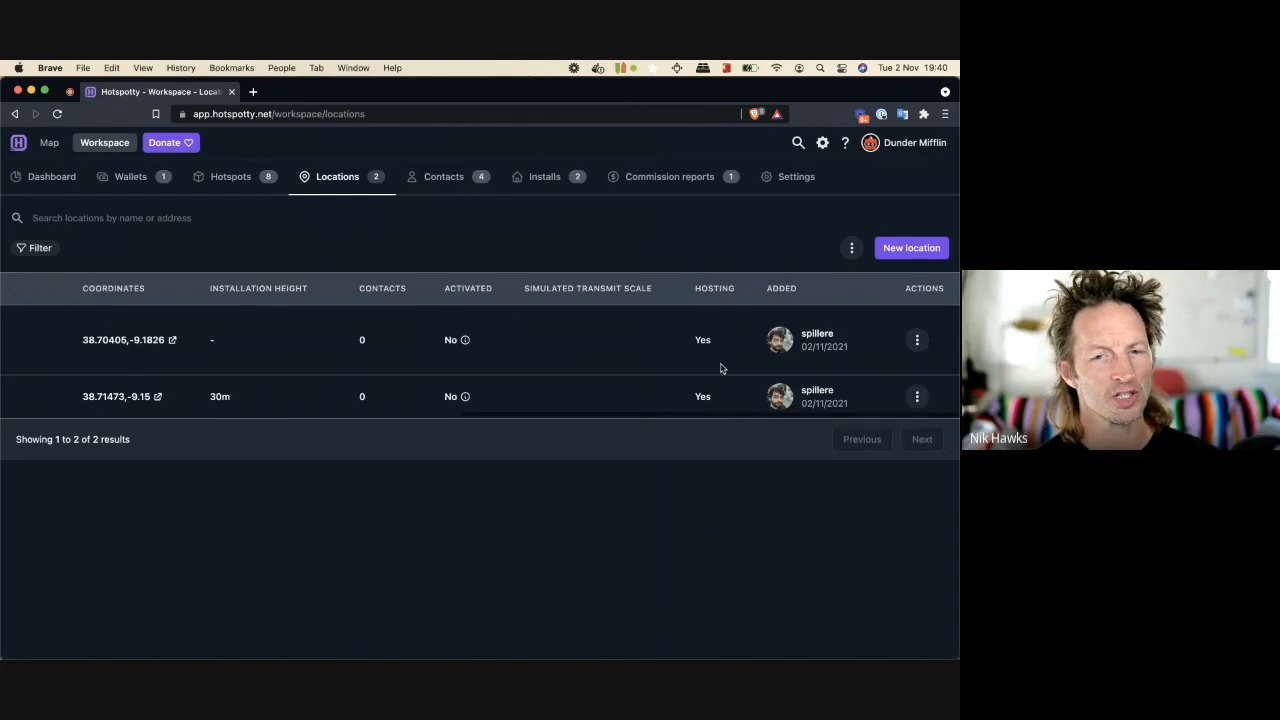 Brave File Edit View History Bookmarks People Tab Window Help Tue 2 Nov 19:40
Hotspotty - Workspace - Locati
app.hotspotty.net/workspace/locations
Map Workspace Donate Dunder Mifflin
Dashboard Wallets 1 Hotspots 8 Locations 2 Contacts 4 Installs 2 Commission reports 1 Settings
Search locations by name or address
Filter New location
COORDINATES INSTALLATION HEIGHT CONTACTS ACTIVATED SIMULATED TRANSMIT SCALE HOSTING ADDED ACTIONS
38.70405,-9.1826 - 0 No Yes spillere
02/11/2021
38.71473,-9.15 30m 0 No Yes spillere
02/11/2021
Showing 1 to 2 of 2 results Previous Next
Nik Hawks